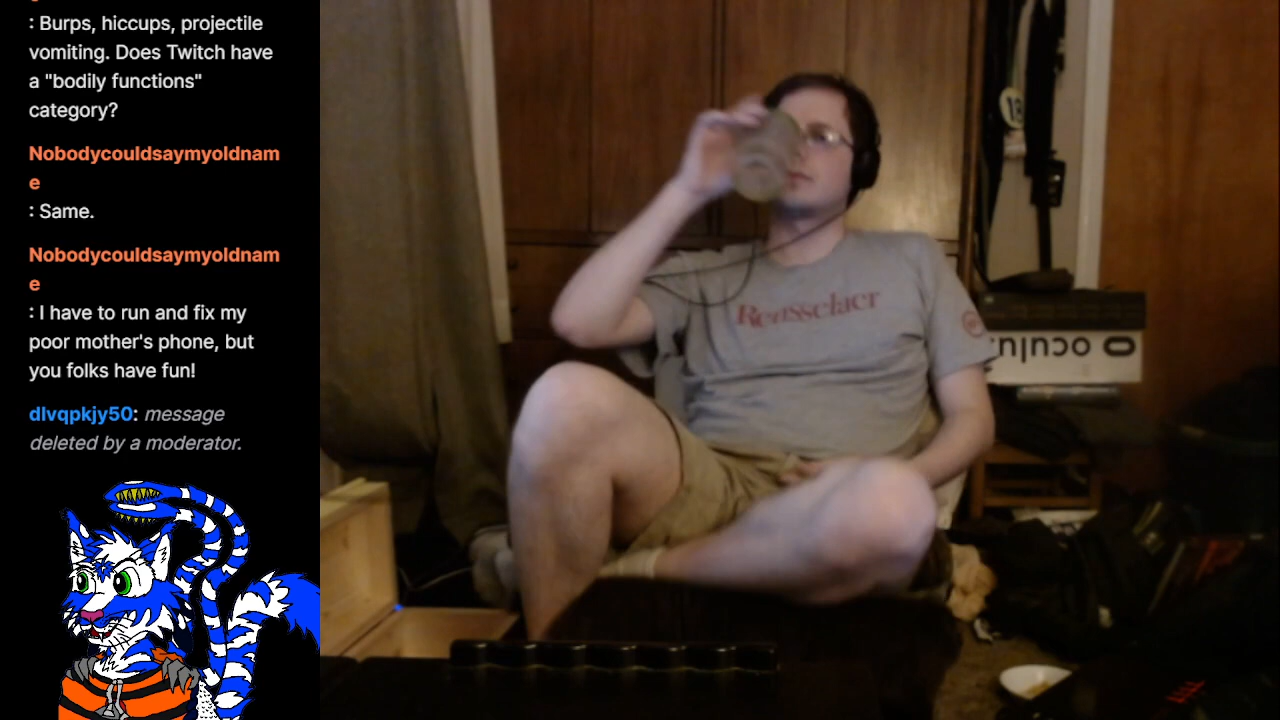 : Burps, hiccups, projectile
vomiting. Does Twitch have
a "bodily functions"
category?
Nobodycouldsaymyoldnam
e
: Same.
Nobodycouldsaymyoldnam
e
: I have to run and fix my
poor mother's phone, but
you folks have fun!
dlvqpkjy50: message
deleted by a moderator.
18
Rensselaer
oculus